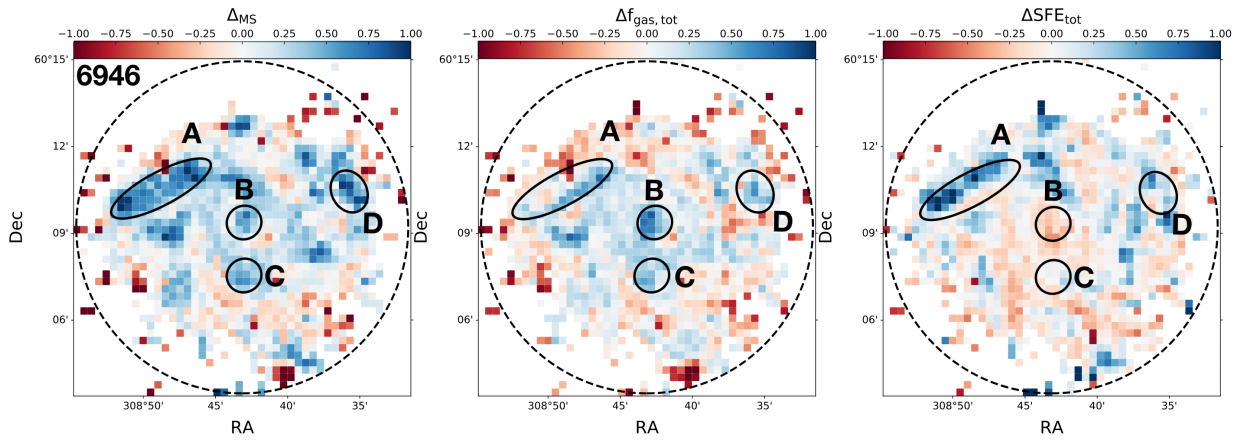 Δ_MS
−1.00 −0.75 −0.50 −0.25 0.00 0.25 0.50 0.75 1.00
60°15'
6946
A
12'
B
09'
D
C
06'
Dec
308°50' 45' 40' 35'
RA
Δf_gas, tot
−1.00 −0.75 −0.50 −0.25 0.00 0.25 0.50 0.75 1.00
60°15'
A
12'
B
09'
D
C
06'
Dec
308°50' 45' 40' 35'
RA
ΔSFE_tot
−1.00 −0.75 −0.50 −0.25 0.00 0.25 0.50 0.75 1.00
60°15'
A
12'
B
09'
D
C
06'
Dec
308°50' 45' 40' 35'
RA